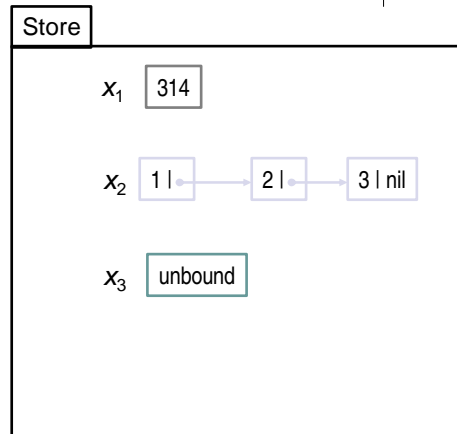 Store
x₁ 314
x₂ 1 | 2 | 3 | nil
x₃ unbound